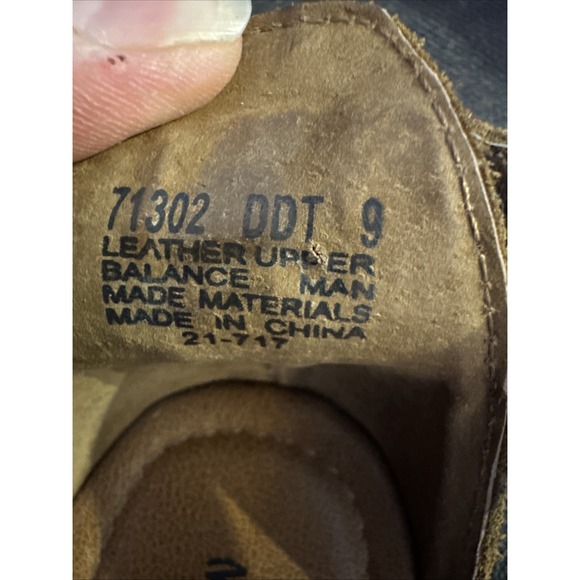 71302 DDT 9
LEATHER UPPER
BALANCE MAN
MADE MATERIALS
MADE IN CHINA
21-717